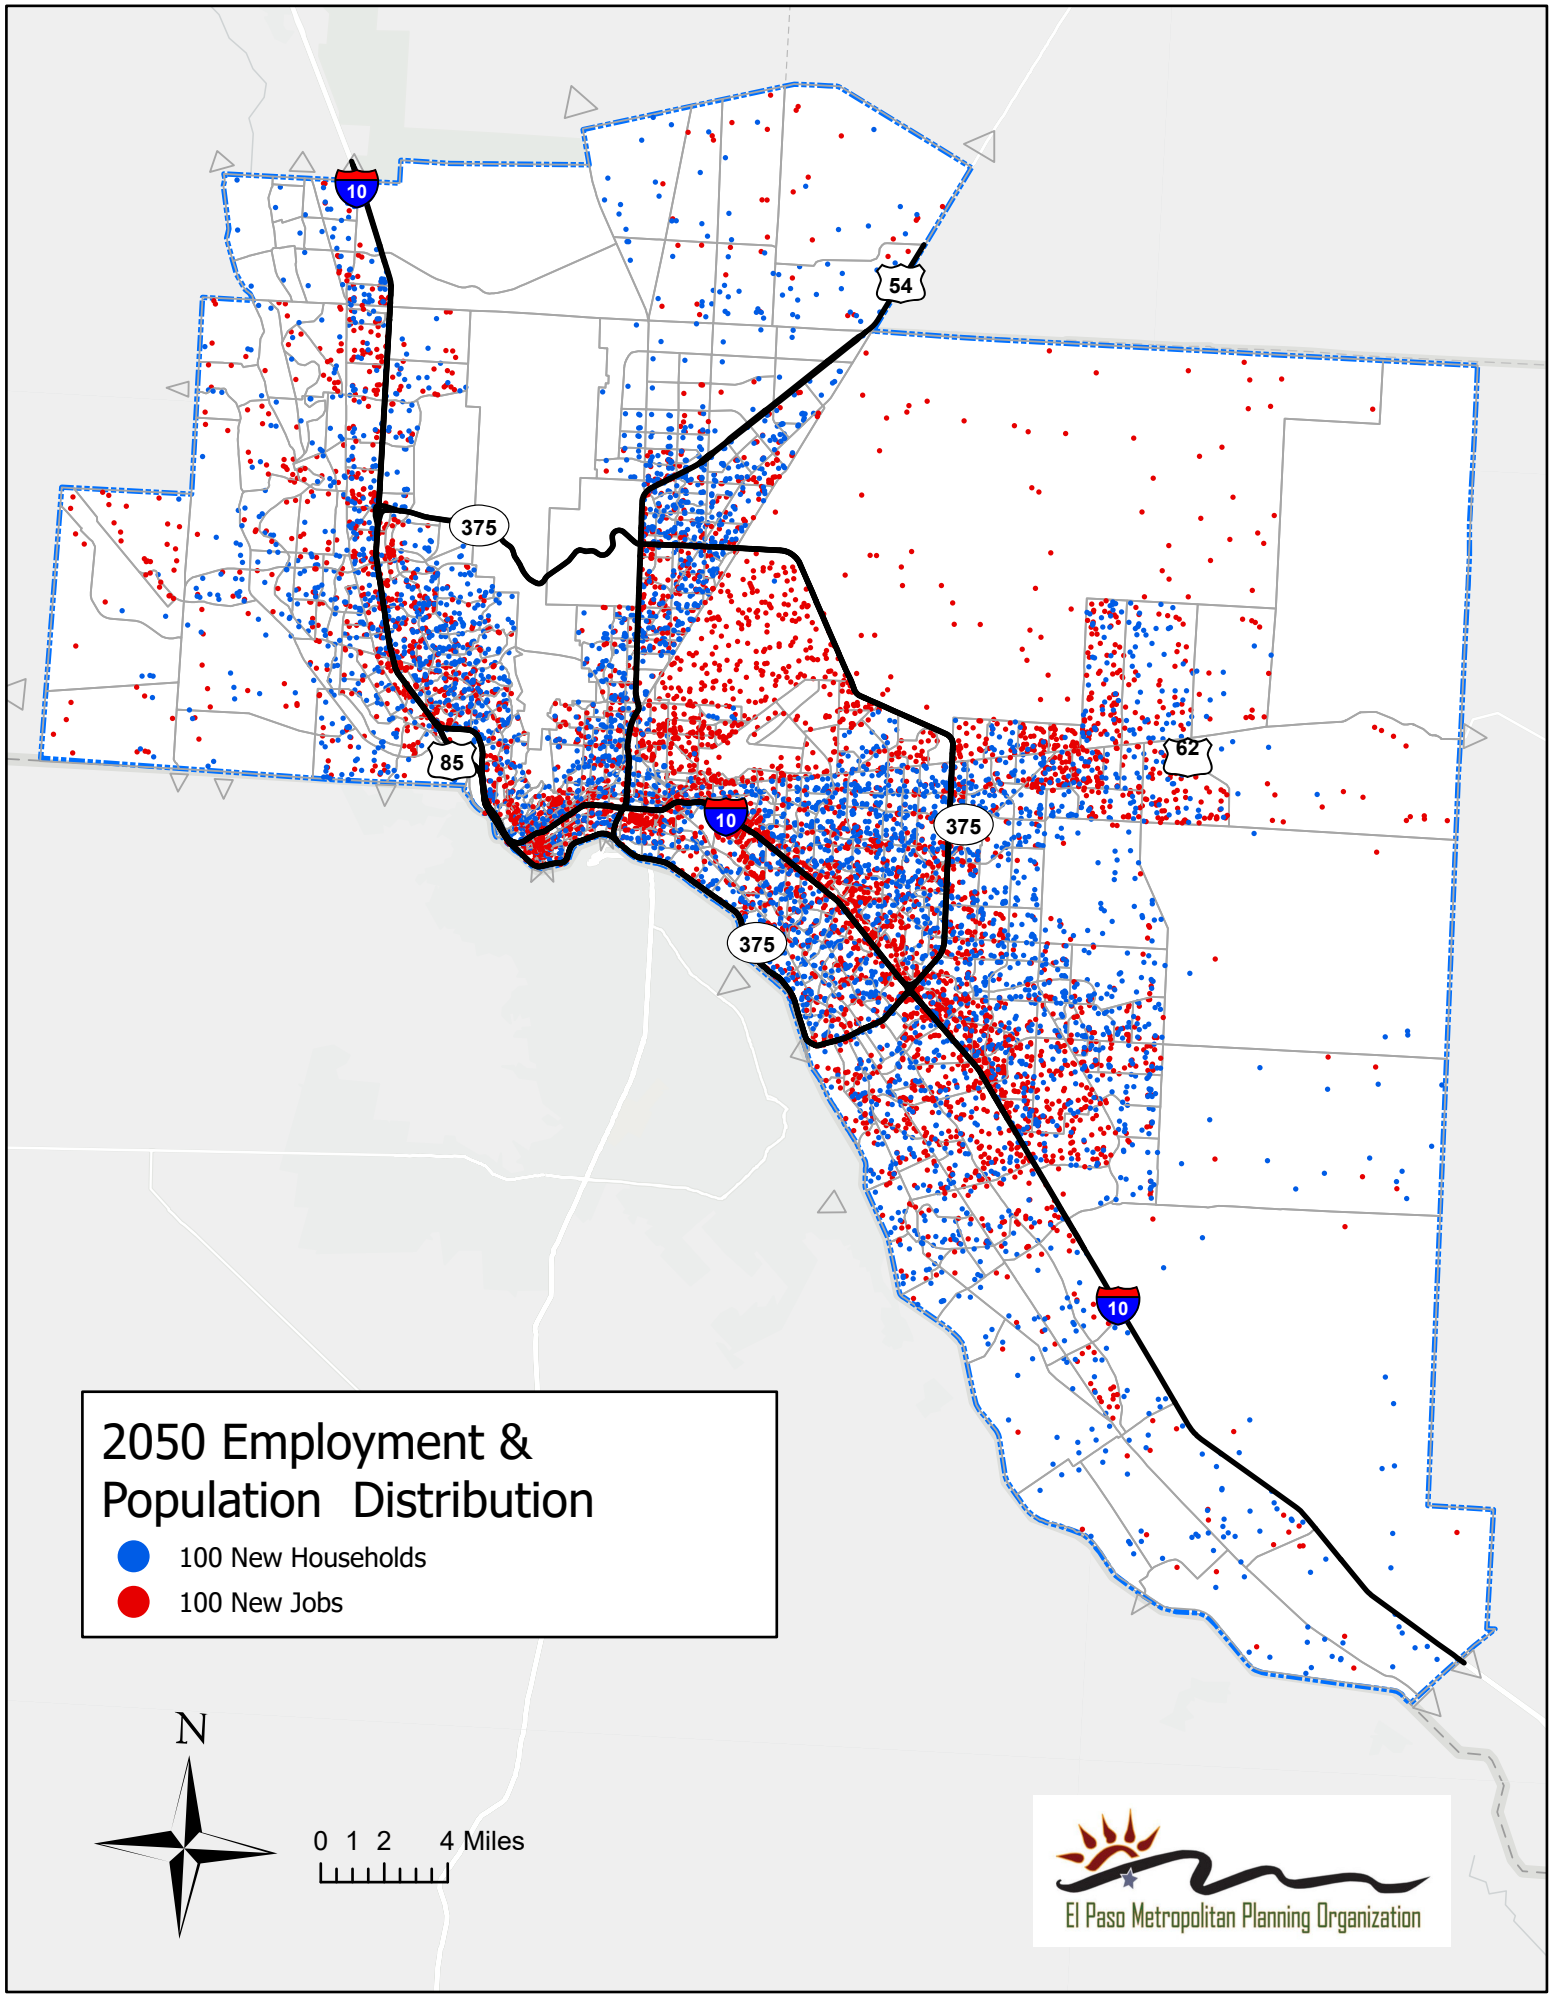 10
54
375
85
62
10
375
375
10
2050 Employment &
Population Distribution
100 New Households
100 New Jobs
N
0 1 2 4 Miles
El Paso Metropolitan Planning Organization